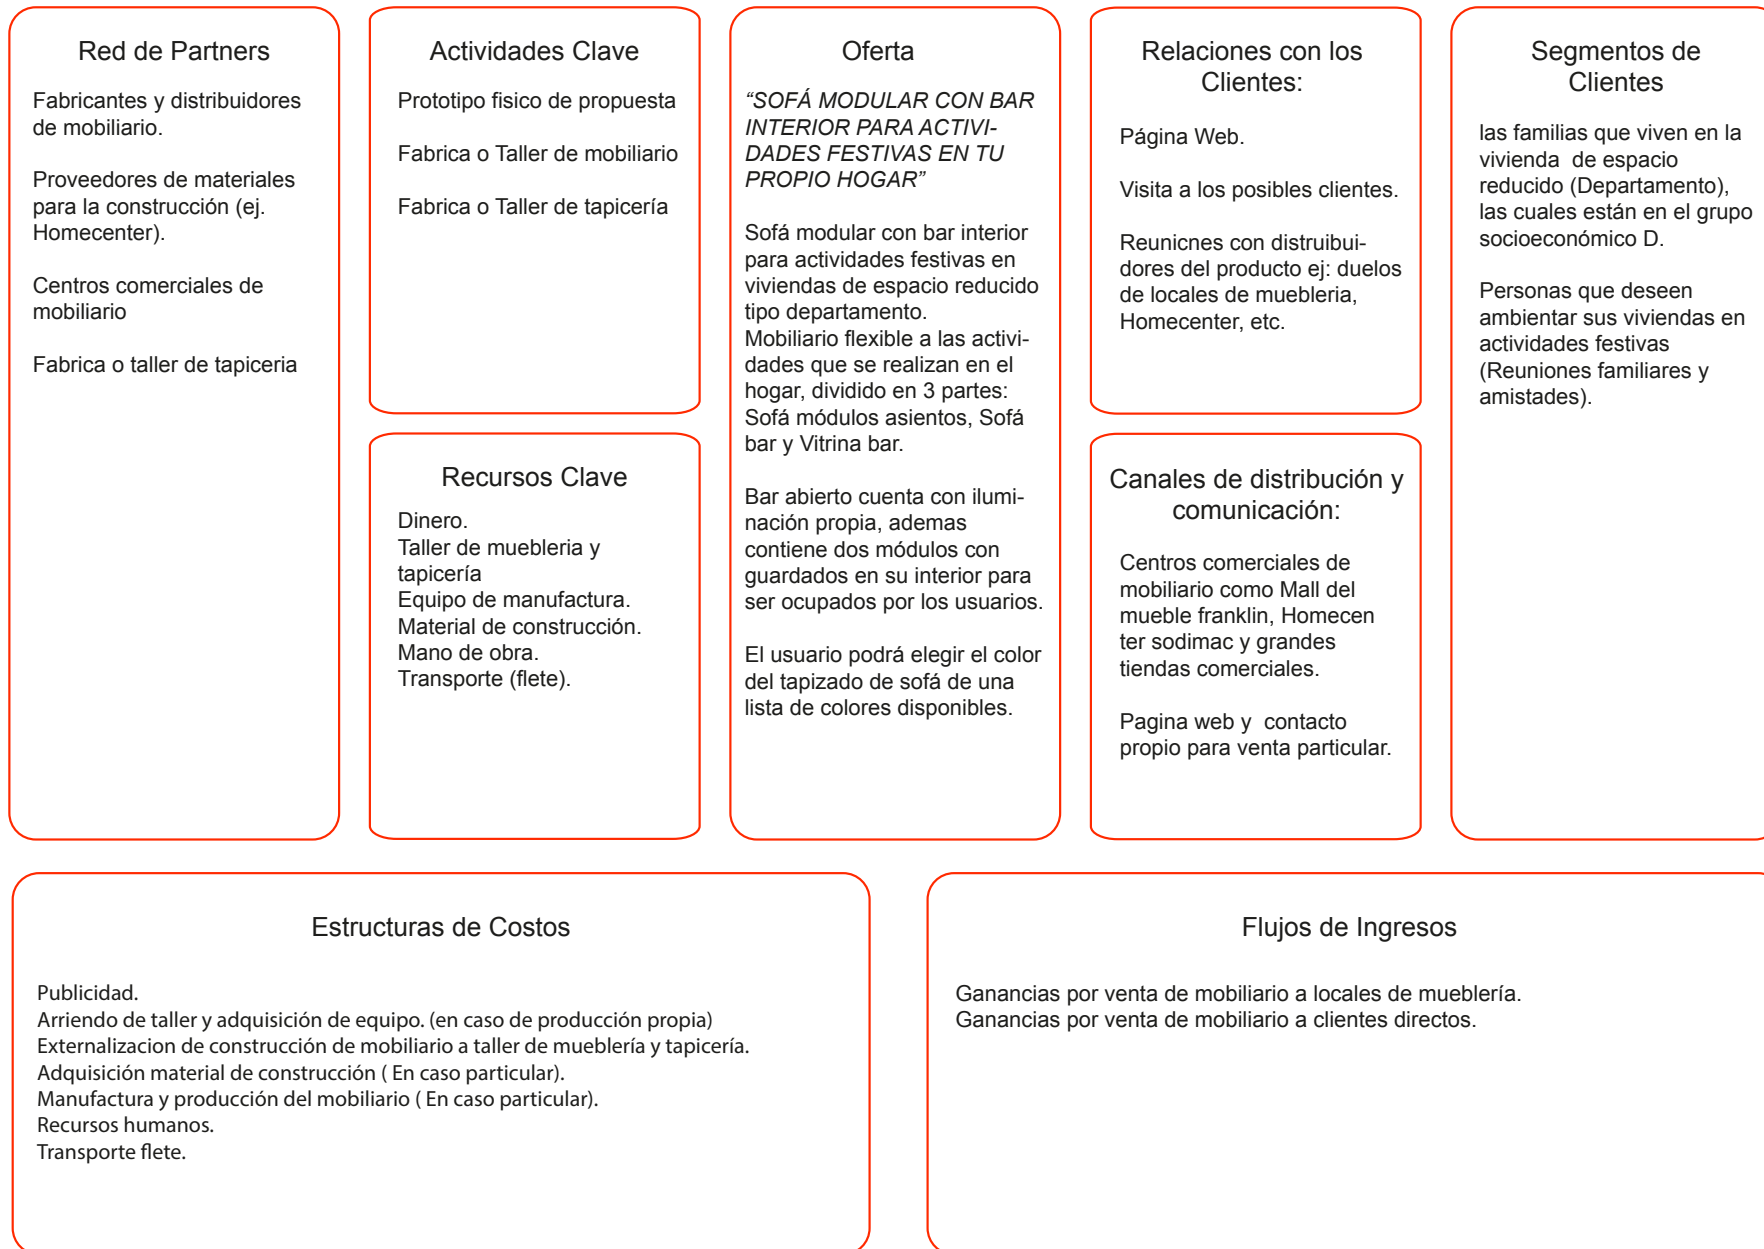 Red de Partners
Fabricantes y distribuidores
de mobiliario.
Proveedores de materiales
para la construcción (ej.
Homecenter).
Centros comerciales de
mobiliario
Fabrica o taller de tapiceria
Actividades Clave
Prototipo fisico de propuesta
Fabrica o Taller de mobiliario
Fabrica o Taller de tapicería
Recursos Clave
Dinero.
Taller de muebleria y
tapicería
Equipo de manufactura.
Material de construcción.
Mano de obra.
Transporte (flete).
Oferta
“SOFÁ MODULAR CON BAR
INTERIOR PARA ACTIVI-
DADES FESTIVAS EN TU
PROPIO HOGAR”
Sofá modular con bar interior
para actividades festivas en
viviendas de espacio reducido
tipo departamento.
Mobiliario flexible a las activi-
dades que se realizan en el
hogar, dividido en 3 partes:
Sofá módulos asientos, Sofá
bar y Vitrina bar.
Bar abierto cuenta con ilumi-
nación propia, ademas
contiene dos módulos con
guardados en su interior para
ser ocupados por los usuarios.
El usuario podrá elegir el color
del tapizado de sofá de una
lista de colores disponibles.
Relaciones con los
Clientes:
Página Web.
Visita a los posibles clientes.
Reunicnes con distruibui-
dores del producto ej: duelos
de locales de muebleria,
Homecenter, etc.
Canales de distribución y
comunicación:
Centros comerciales de
mobiliario como Mall del
mueble franklin, Homecen
ter sodimac y grandes
tiendas comerciales.
Pagina web y  contacto
propio para venta particular.
Segmentos de
Clientes
las familias que viven en la
vivienda  de espacio
reducido (Departamento),
las cuales están en el grupo
socioeconómico D.
Personas que deseen
ambientar sus viviendas en
actividades festivas
(Reuniones familiares y
amistades).
Estructuras de Costos
Publicidad.
Arriendo de taller y adquisición de equipo. (en caso de producción propia)
Externalizacion de construcción de mobiliario a taller de mueblería y tapicería.
Adquisición material de construcción ( En caso particular).
Manufactura y producción del mobiliario ( En caso particular).
Recursos humanos.
Transporte flete.
Flujos de Ingresos
Ganancias por venta de mobiliario a locales de mueblería.
Ganancias por venta de mobiliario a clientes directos.